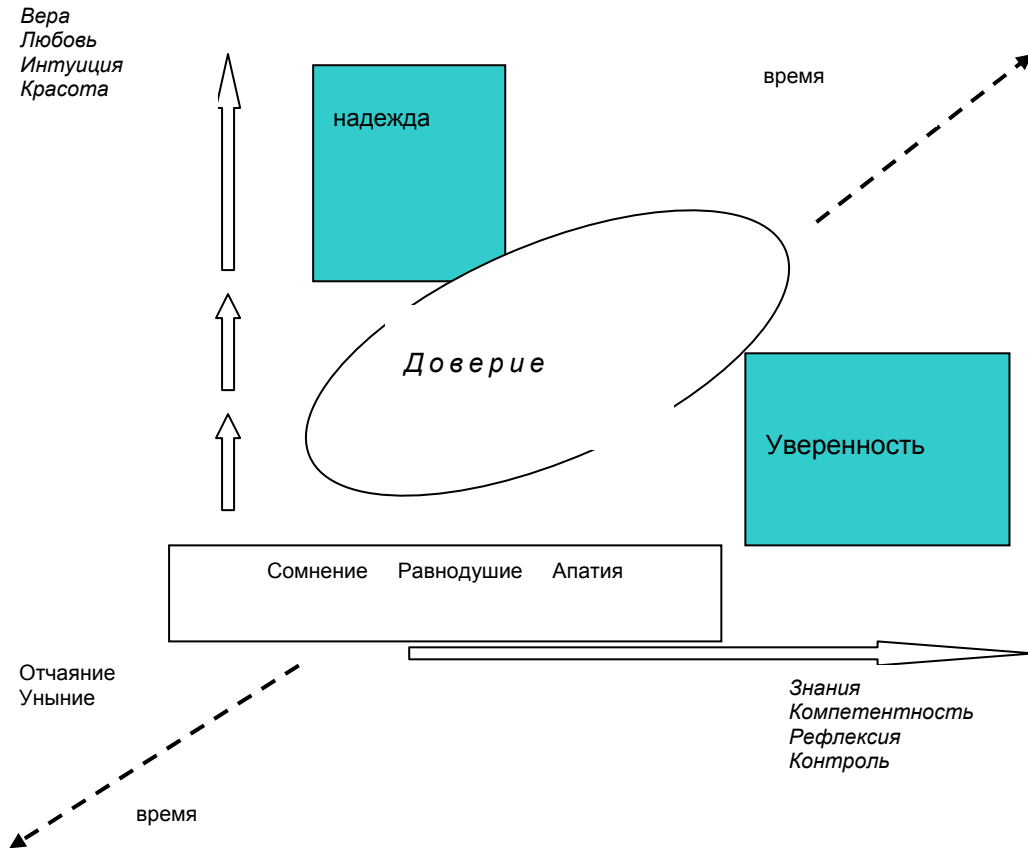 Вера
Любовь
Интуиция
Красота
время
надежда
Доверие
Уверенность
Сомнение Равнодушие Апатия
Отчаяние
Уныние
Знания
Компетентность
Рефлексия
Контроль
время